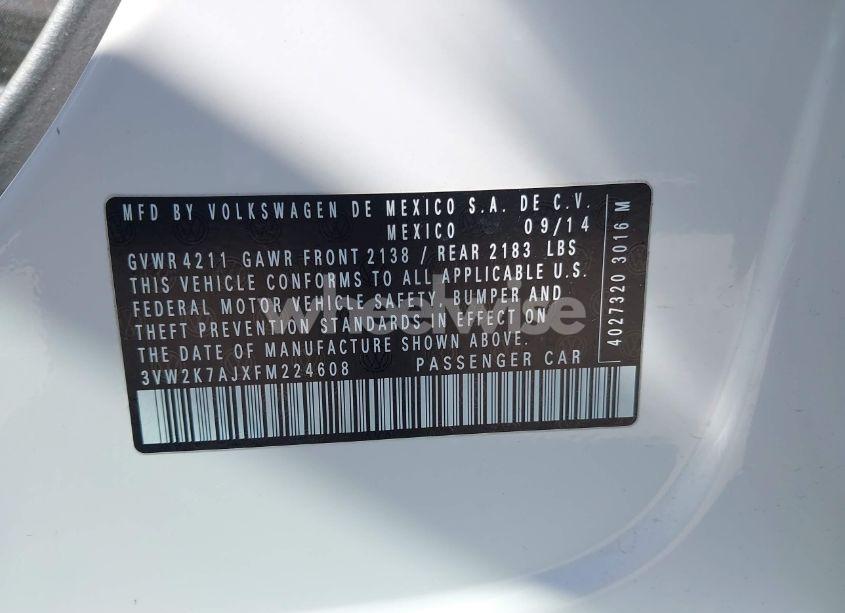 MFD BY VOLKSWAGEN DE MEXICO S.A. DE C.V.
MEXICO 09/14
GVWR 4211 GAWR FRONT 2138 / REAR 2183 LBS
THIS VEHICLE CONFORMS TO ALL APPLICABLE U.S.
FEDERAL MOTOR VEHICLE SAFETY, BUMPER AND
THEFT PREVENTION STANDARDS IN EFFECT ON
THE DATE OF MANUFACTURE SHOWN ABOVE.
3VW2K7AJXFM224608 PASSENGER CAR
4027320 3016 M
wheelwise